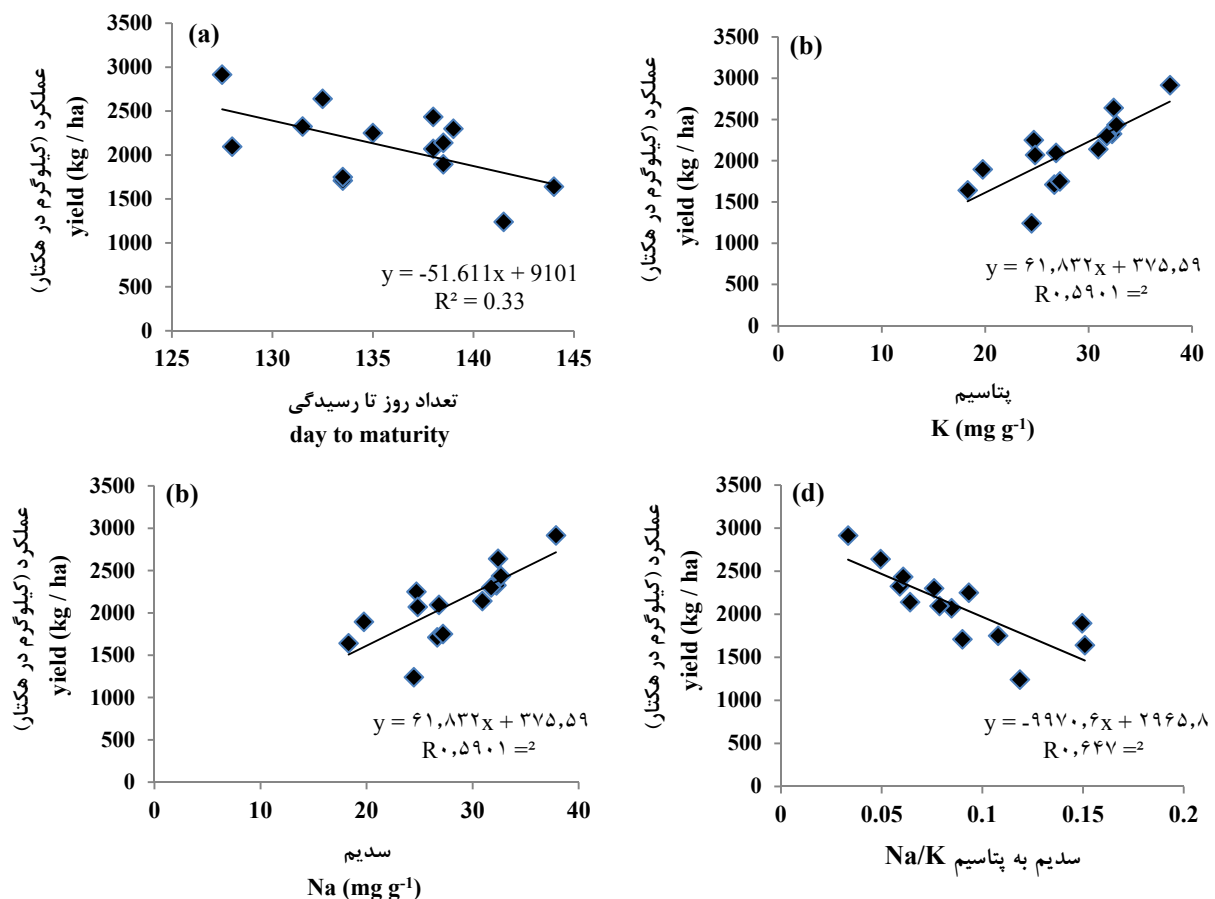 (a)
3500
3000
2500
2000
1500
1000
500
0
125
130
135
140
145
عملکرد (کیلوگرم در هکتار)
yield (kg / ha)
y = -51.611x + 9101
R² = 0.33
تعداد روز تا رسیدگی
day to maturity
(b)
3500
3000
2500
2000
1500
1000
500
0
0
10
20
30
40
عملکرد (کیلوگرم در هکتار)
yield (kg / ha)
y = ۶۱,۸۳۲x + ۳۷۵,۵۹
R۰,۵۹۰۱ =²
پتاسیم
K (mg g⁻¹)
(b)
3500
3000
2500
2000
1500
1000
500
0
0
10
20
30
40
عملکرد (کیلوگرم در هکتار)
yield (kg / ha)
y = ۶۱,۸۳۲x + ۳۷۵,۵۹
R۰,۵۹۰۱ =²
سدیم
Na (mg g⁻¹)
(d)
3500
3000
2500
2000
1500
1000
500
0
0
0.05
0.1
0.15
0.2
عملکرد (کیلوگرم در هکتار)
yield (kg / ha)
y = -۹۹۷۰,۶x + ۲۹۶۵,۸
R۰,۶۴۷ =²
سدیم به پتاسیم Na/K